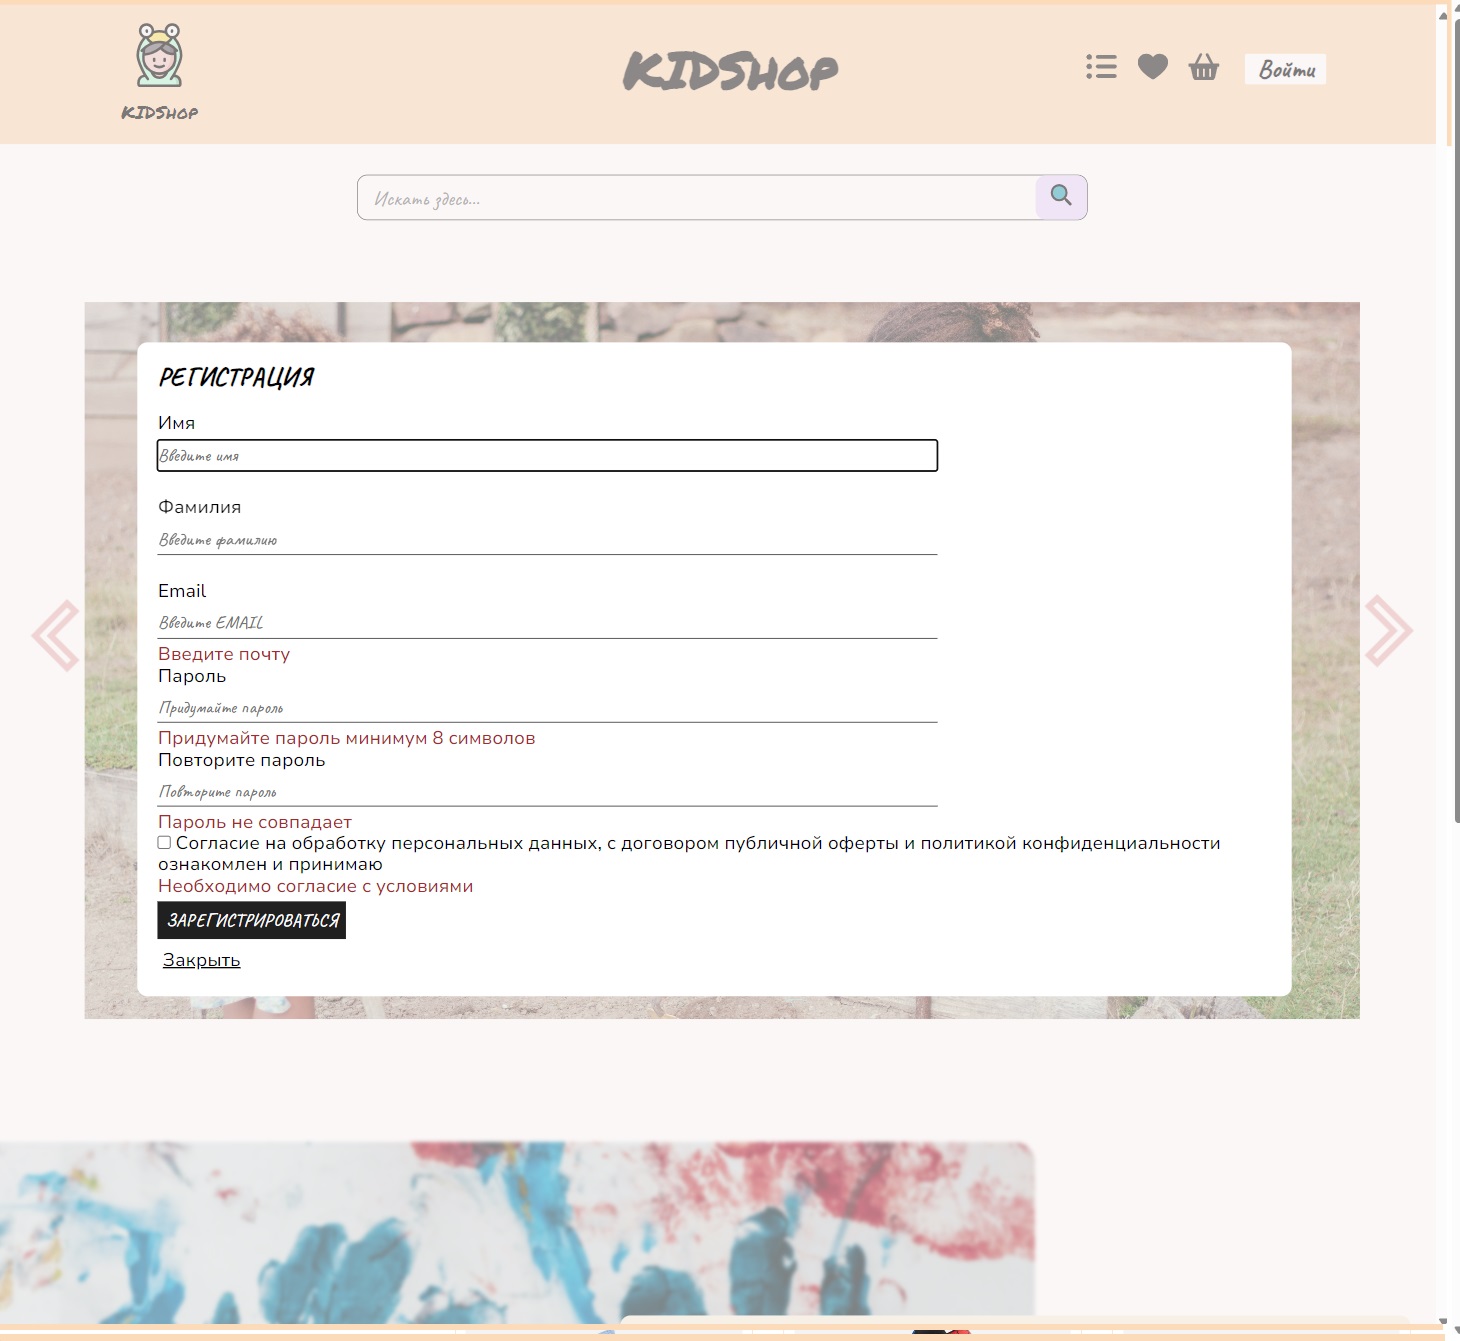 KIDSHOP
KIDSHOP
Войти
Искать здесь...
РЕГИСТРАЦИЯ
Имя
Введите имя
Фамилия
Введите фамилию
Email
Введите EMAIL
Введите почту
Пароль
Придумайте пароль
Придумайте пароль минимум 8 символов
Повторите пароль
Повторите пароль
Пароль не совпадает
Согласие на обработку персональных данных, с договором публичной оферты и политикой конфиденциальности
ознакомлен и принимаю
Необходимо согласие с условиями
ЗАРЕГИСТРИРОВАТЬСЯ
Закрыть